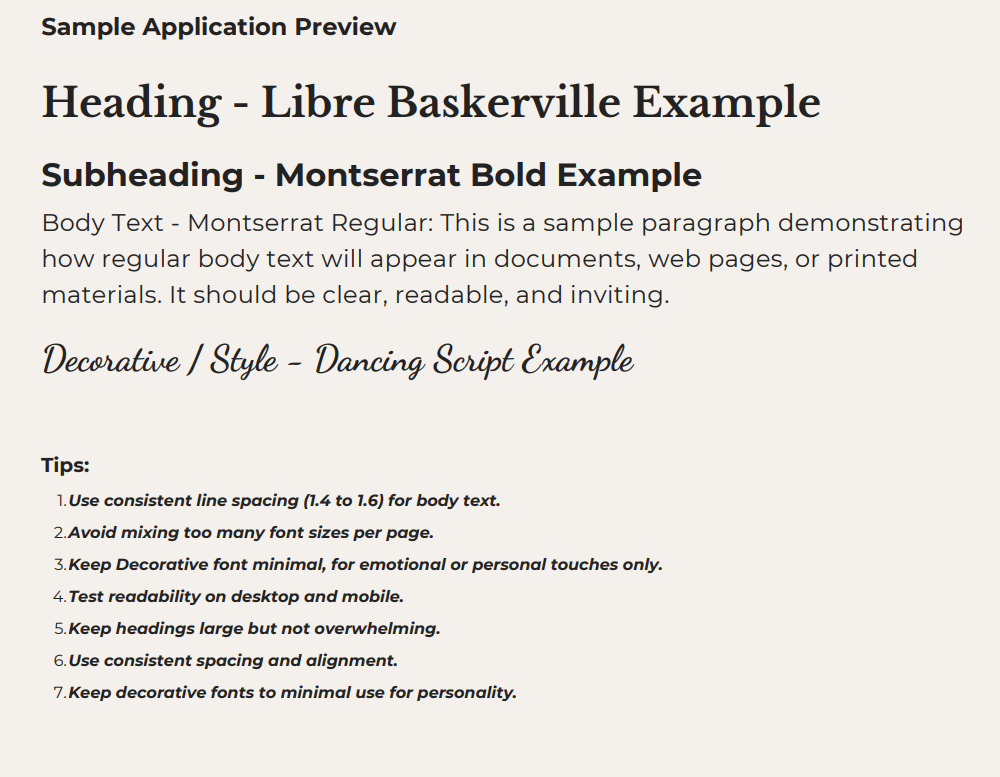 Sample Application Preview
Heading - Libre Baskerville Example
Subheading - Montserrat Bold Example
Body Text - Montserrat Regular: This is a sample paragraph demonstrating
how regular body text will appear in documents, web pages, or printed
materials. It should be clear, readable, and inviting.
Decorative / Style - Dancing Script Example
Tips:
1. Use consistent line spacing (1.4 to 1.6) for body text.
2. Avoid mixing too many font sizes per page.
3. Keep Decorative font minimal, for emotional or personal touches only.
4. Test readability on desktop and mobile.
5. Keep headings large but not overwhelming.
6. Use consistent spacing and alignment.
7. Keep decorative fonts to minimal use for personality.